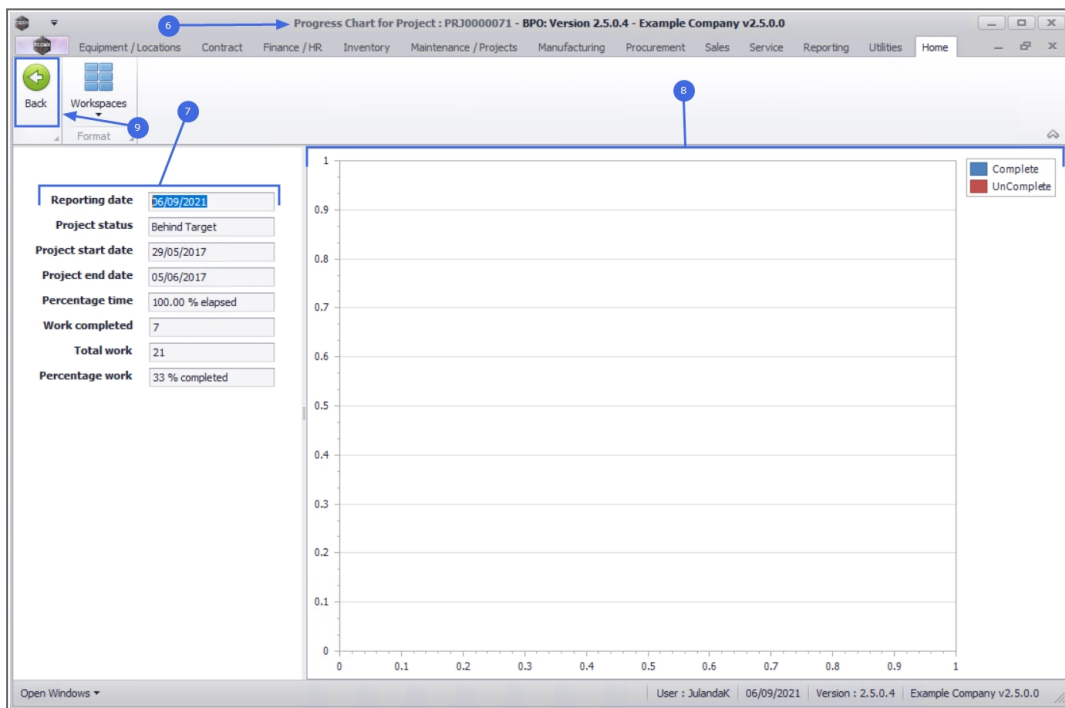 6
Progress Chart for Project : PRJ0000071 - BPO: Version 2.5.0.4 - Example Company v2.5.0.0
Equipment / Locations Contract Finance / HR Inventory Maintenance / Projects Manufacturing Procurement Sales Service Reporting Utilities Home
Back
Workspaces
Format
9
7
8
Reporting date 06/09/2021
Project status Behind Target
Project start date 29/05/2017
Project end date 05/06/2017
Percentage time 100.00 % elapsed
Work completed 7
Total work 21
Percentage work 33 % completed
1
0.9
0.8
0.7
0.6
0.5
0.4
0.3
0.2
0.1
0
0 0.1 0.2 0.3 0.4 0.5 0.6 0.7 0.8 0.9 1
Complete
UnComplete
Open Windows
User : JulandaK 06/09/2021 Version : 2.5.0.4 Example Company v2.5.0.0